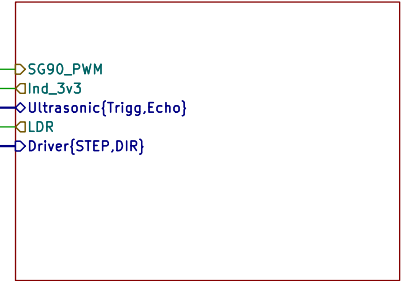 SG90_PWM
Ind_3v3
Ultrasonic{Trigg,Echo}
LDR
Driver{STEP,DIR}